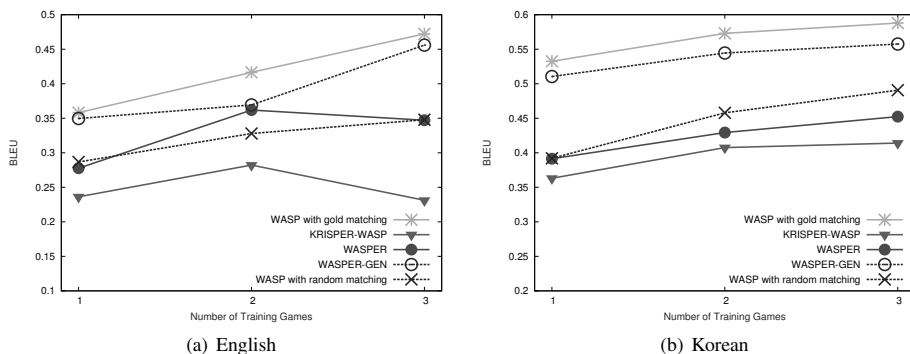 0.5
0.45
0.4
0.35
0.3
0.25
0.2
0.15
0.1
BLEU
1
2
3
Number of Training Games
WASP with gold matching
KRISPER-WASP
WASPER
WASPER-GEN
WASP with random matching
(a) English
0.6
0.55
0.5
0.45
0.4
0.35
0.3
0.25
0.2
BLEU
1
2
3
Number of Training Games
WASP with gold matching
KRISPER-WASP
WASPER
WASPER-GEN
WASP with random matching
(b) Korean